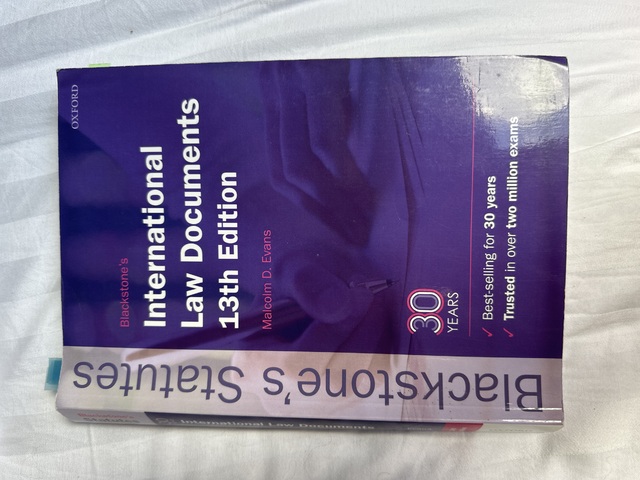 Blackstone's Statutes
Blackstone's
International
Law Documents
13th Edition
Malcolm D. Evans
30
YEARS
✓ Best-selling for 30 years
✓ Trusted in over two million exams
OXFORD
International Law Documents